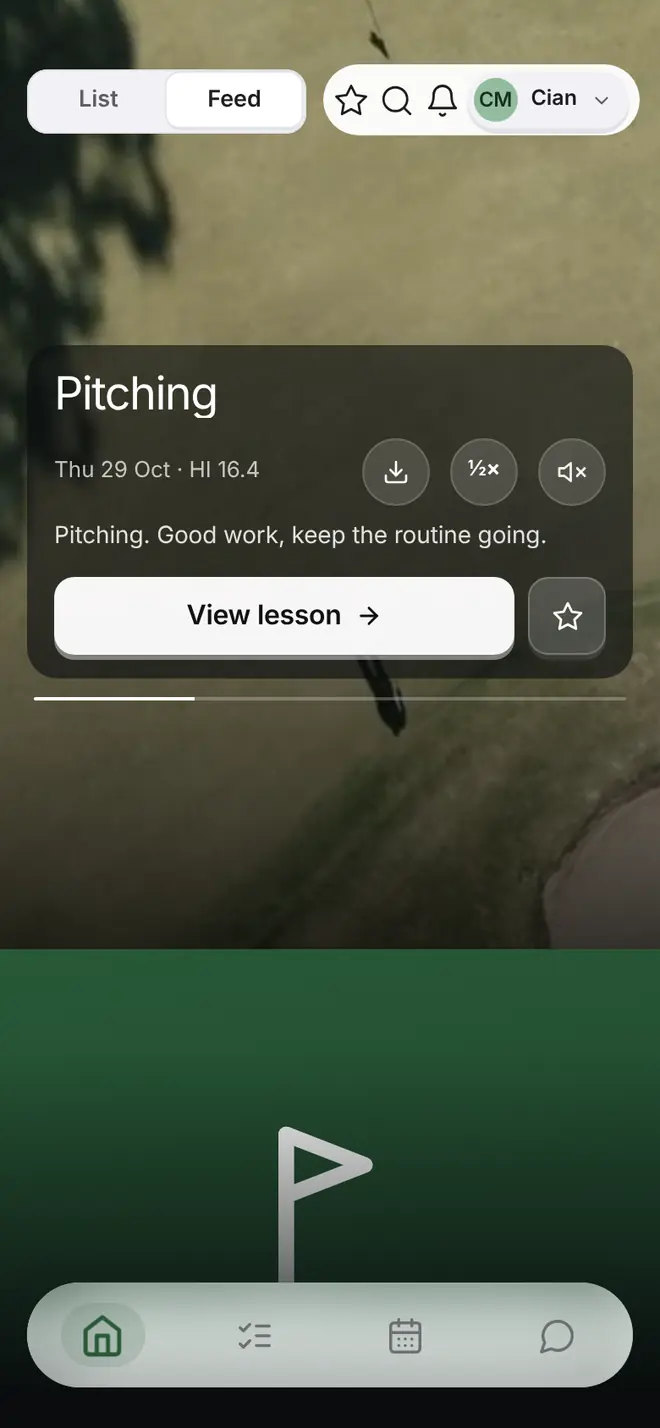 List
Feed
CM
Cian
Pitching
Thu 29 Oct · HI 16.4
½×
Pitching. Good work, keep the routine going.
View lesson →